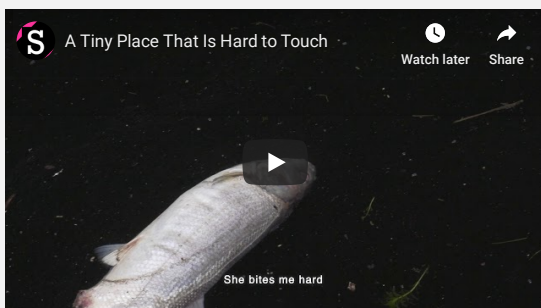 S
A Tiny Place That Is Hard to Touch
Watch later
Share
She bites me hard